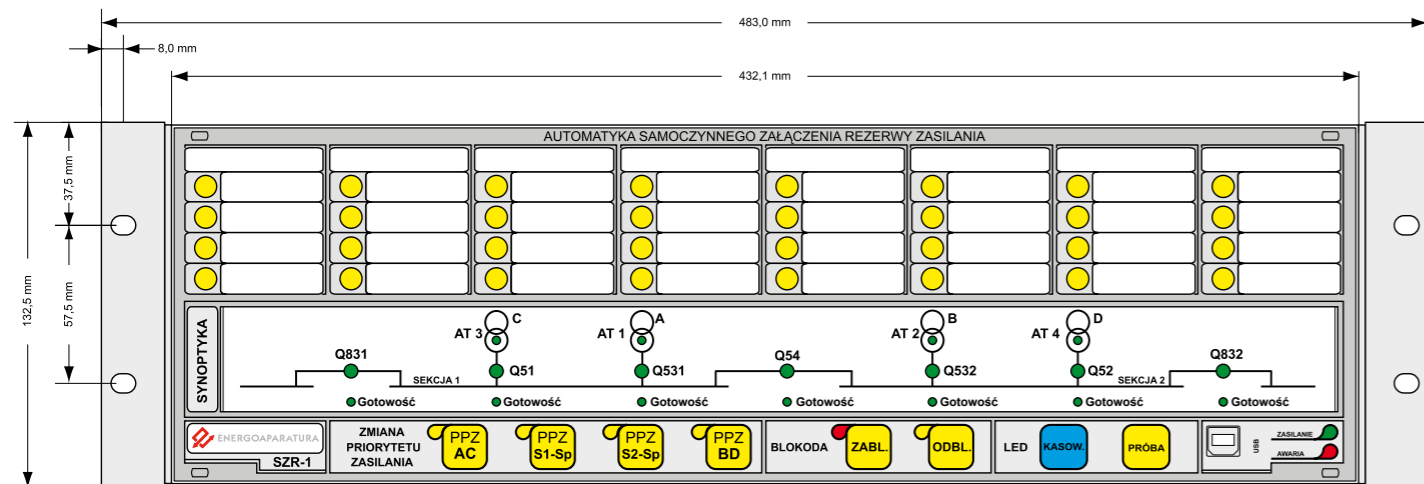 483,0 mm
8,0 mm
432,1 mm
132,5 mm
37,5 mm
57,5 mm
AUTOMATYKA SAMOCZYNNEGO ZAŁĄCZENIA REZERWY ZASILANIA
SYNOPTYKA
C A B D
AT 3 AT 1 AT 2 AT 4
Q831 Q54 Q832
Q51 Q531 Q532 Q52
SEKCJA 1 SEKCJA 2
Gotowość Gotowość Gotowość Gotowość Gotowość Gotowość Gotowość
ENERGOAPARATURA
SZR-1
ZMIANA
PRIORYTETU
ZASILANIA
PPZ
AC
PPZ
S1-Sp
PPZ
S2-Sp
PPZ
BD
BLOKODA
ZABL.
ODBL.
LED
KASOW.
PRÓBA
USB
ZASILANIE
AWARIA